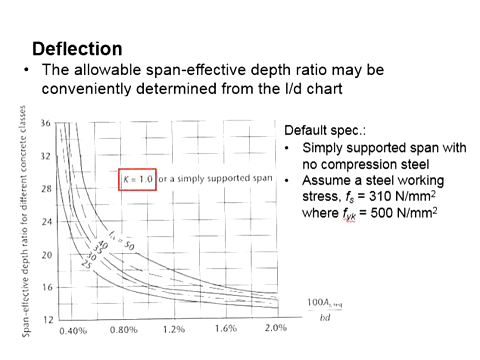 Deflection
• The allowable span-effective depth ratio may be
conveniently determined from the l/d chart
Span-effective depth ratio for different concrete classes
36
32
28
24
20
16
12
K = 1.0 or a simply supported span
fck = 50
40
35
30
25
0.40%
0.80%
1.2%
1.6%
2.0%
100As, req
bd
Default spec.:
• Simply supported span with
no compression steel
• Assume a steel working
stress, fs = 310 N/mm²
where fyk = 500 N/mm²